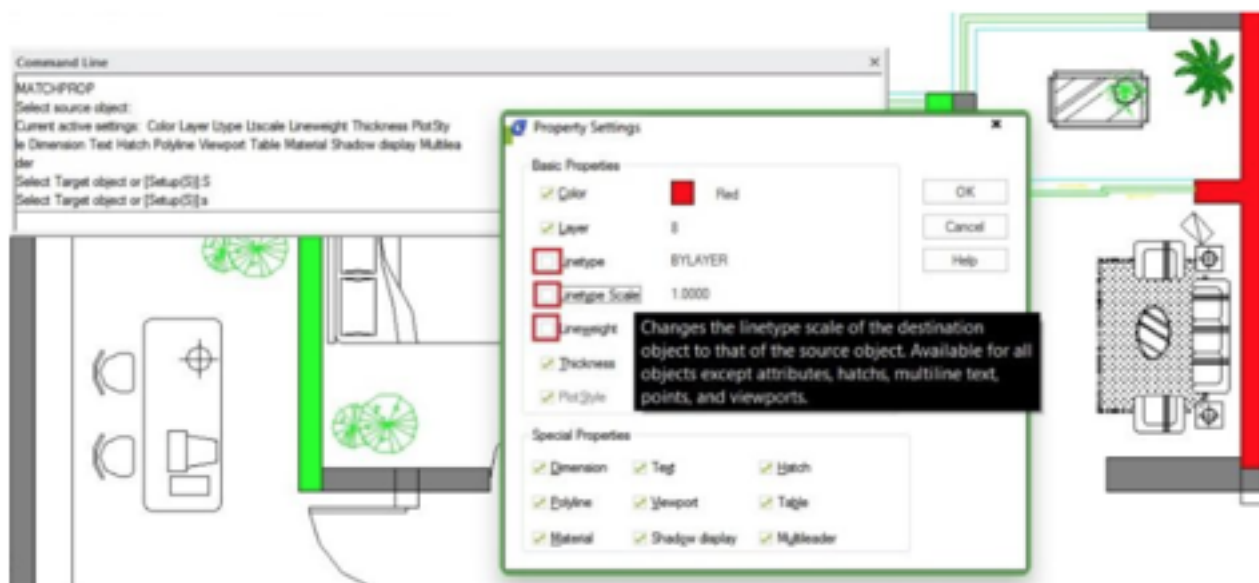 Command Line
MATCHPROP
Select source object:
Current active settings: Color Layer Ltype Ltscale Lineweight Thickness PlotSty
le Dimension Text Hatch Polyline Viewport Table Material Shadow display Multilea
der
Select Target object or [Setup(S)]:S
Select Target object or [Setup(S)]:s
Property Settings
Basic Properties
Color Red
Layer 8
Linetype BYLAYER
Linetype Scale 1.0000
Lineweight
Thickness
PlotStyle
OK
Cancel
Help
Changes the linetype scale of the destination
object to that of the source object. Available for all
objects except attributes, hatchs, multiline text,
points, and viewports.
Special Properties
Dimension Text Hatch
Polyline Viewport Table
Material Shadow display Multileader